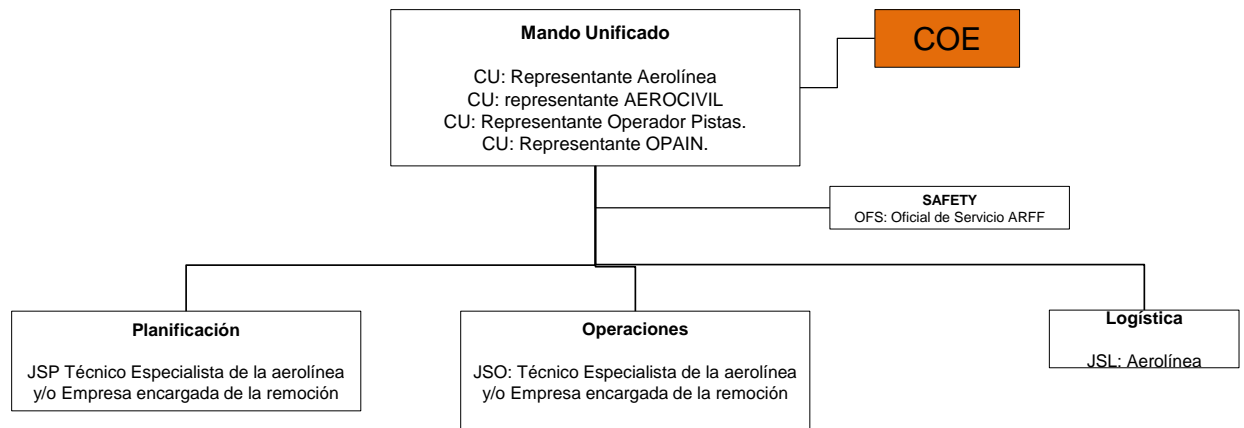 Mando Unificado
CU: Representante Aerolínea
CU: representante AEROCIVIL
CU: Representante Operador Pistas.
CU: Representante OPAIN.
COE
SAFETY
OFS: Oficial de Servicio ARFF
Planificación
JSP Técnico Especialista de la aerolínea
y/o Empresa encargada de la remoción
Operaciones
JSO: Técnico Especialista de la aerolínea
y/o Empresa encargada de la remoción
Logística
JSL: Aerolínea